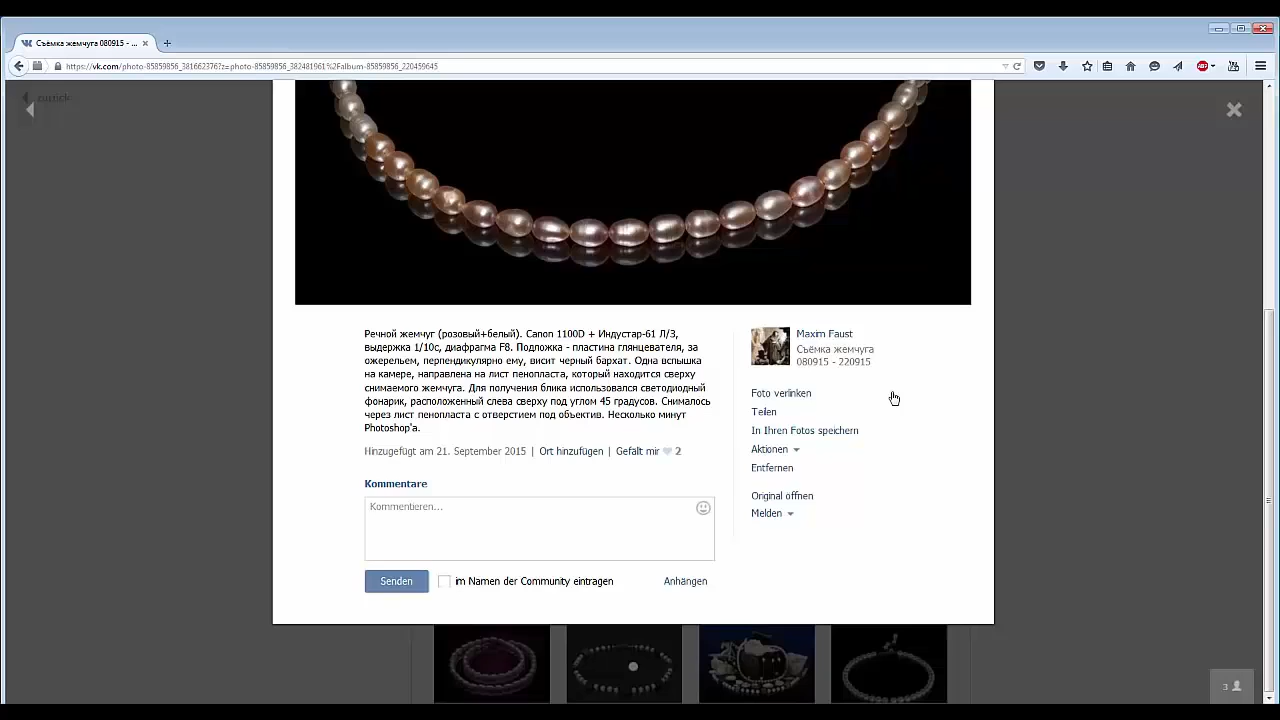 Съёмка жемчуга 080915 - ...
https://vk.com/photo-85859856_381662376?z=photo-85859856_382481961%2Falbum-85859856_220459645
Речной жемчуг (розовый+белый). Canon 1100D + Индустар-61 Л/З,
выдержка 1/10с, диафрагма F8. Подложка - пластина глянцевателя, за
ожерельем, перпендикулярно ему, висит черный бархат. Одна вспышка
на камере, направлена на лист пенопласта, который находится сверху
снимаемого жемчуга. Для получения блика использовался светодиодный
фонарик, расположенный слева сверху под углом 45 градусов. Снималось
через лист пенопласта с отверстием под объектив. Несколько минут
Photoshop'a.
Hinzugefügt am 21. September 2015 | Ort hinzufügen | Gefällt mir 2
Kommentare
Kommentieren...
Senden
im Namen der Community eintragen
Anhängen
Maxim Faust
Съёмка жемчуга
080915 - 220915
Foto verlinken
Teilen
In Ihren Fotos speichern
Aktionen
Entfernen
Original öffnen
Melden
3